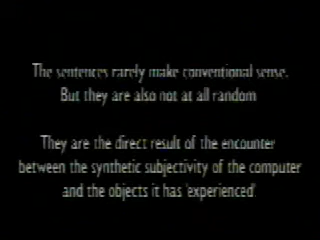 The sentences rarely make conventional sense.
But they are also not at all random
They are the direct result of the encounter
between the synthetic subjectivity of the computer
and the objects it has 'experienced'